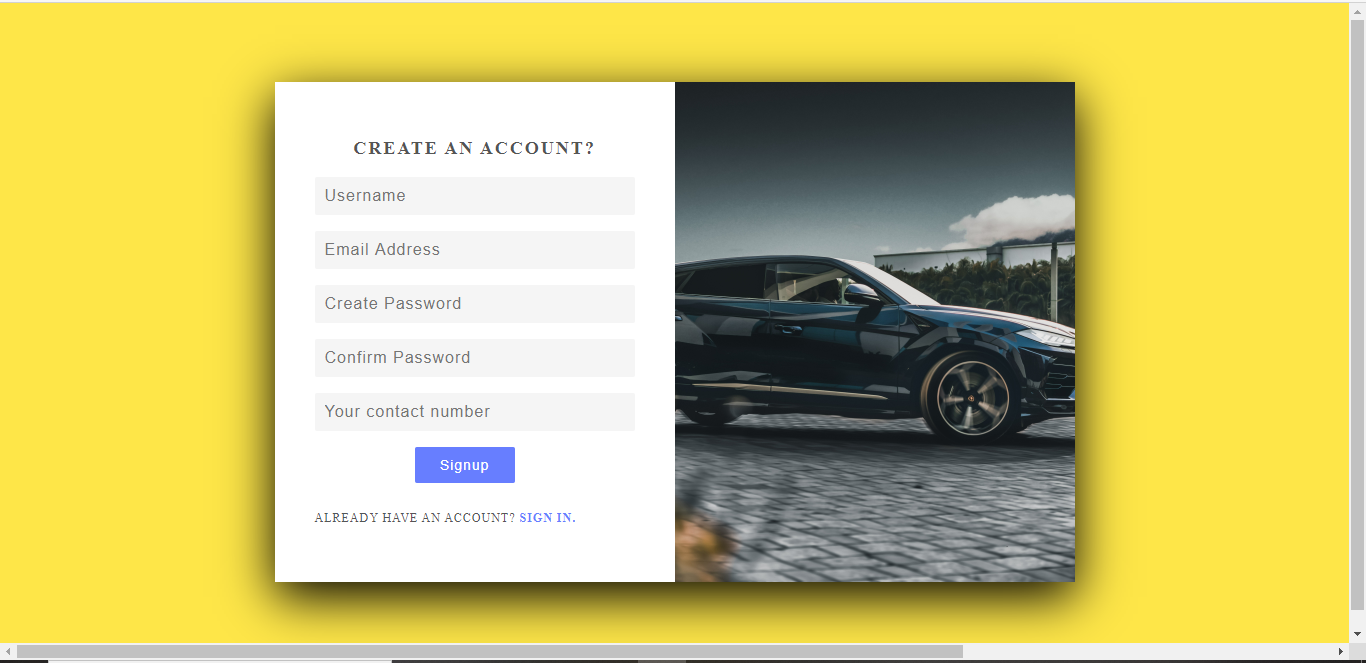 CREATE AN ACCOUNT?
Username
Email Address
Create Password
Confirm Password
Your contact number
Signup
ALREADY HAVE AN ACCOUNT? SIGN IN.